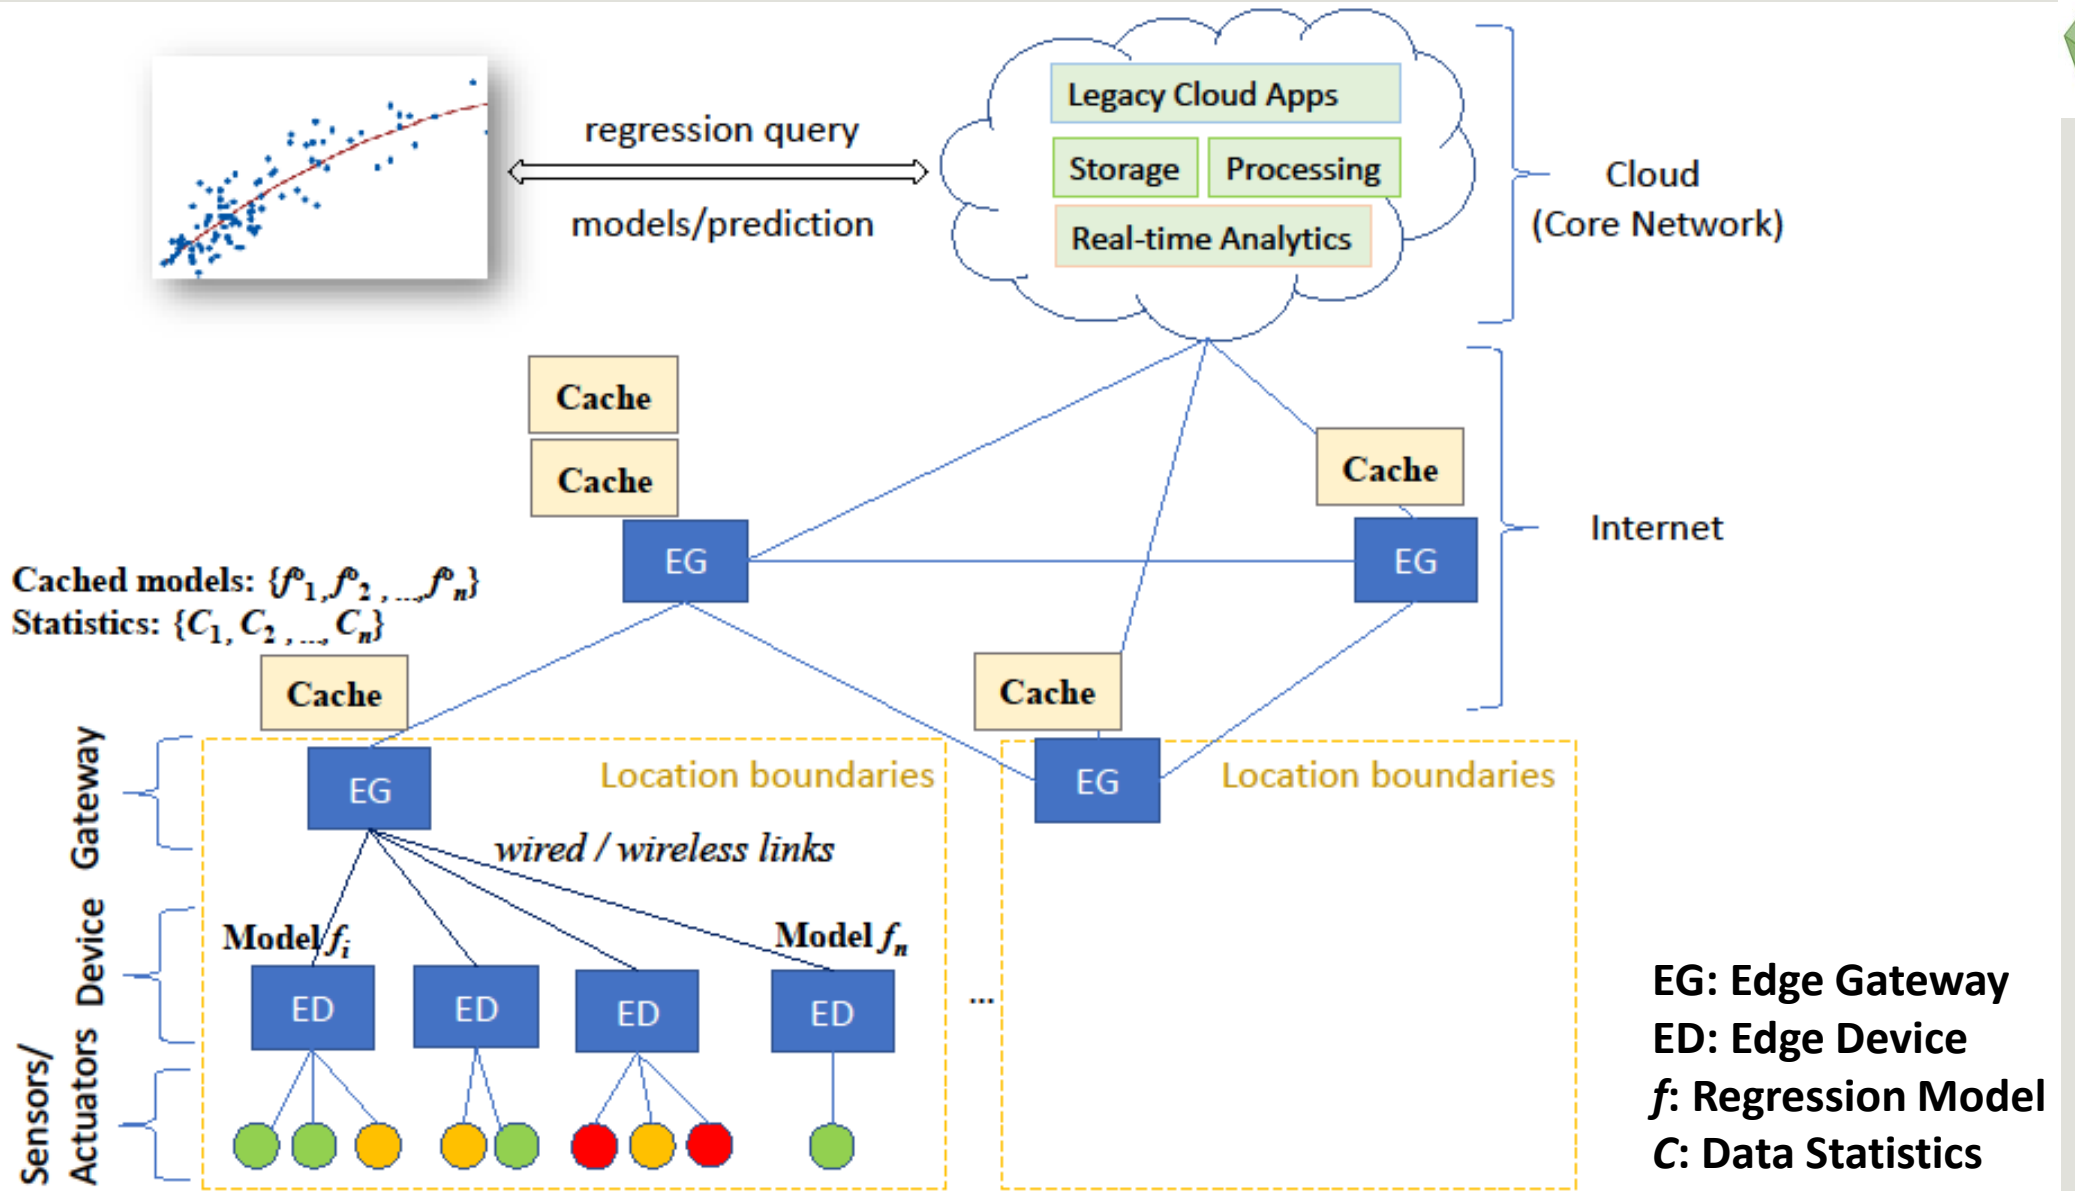 Legacy Cloud Apps
regression query
Storage
Processing
Cloud
(Core Network)
models/prediction
Real-time Analytics
Cache
Cache
Cache
Internet
EG
EG
Cached models: {fº1, fº2 , ..., fºn}
Statistics: {C1, C2 , ..., Cn}
Cache
Cache
Gateway
EG
Location boundaries
EG
Location boundaries
wired / wireless links
Device
Model fi
Model fn
ED
ED
ED
ED
...
Sensors/
Actuators
EG: Edge Gateway
ED: Edge Device
f: Regression Model
C: Data Statistics